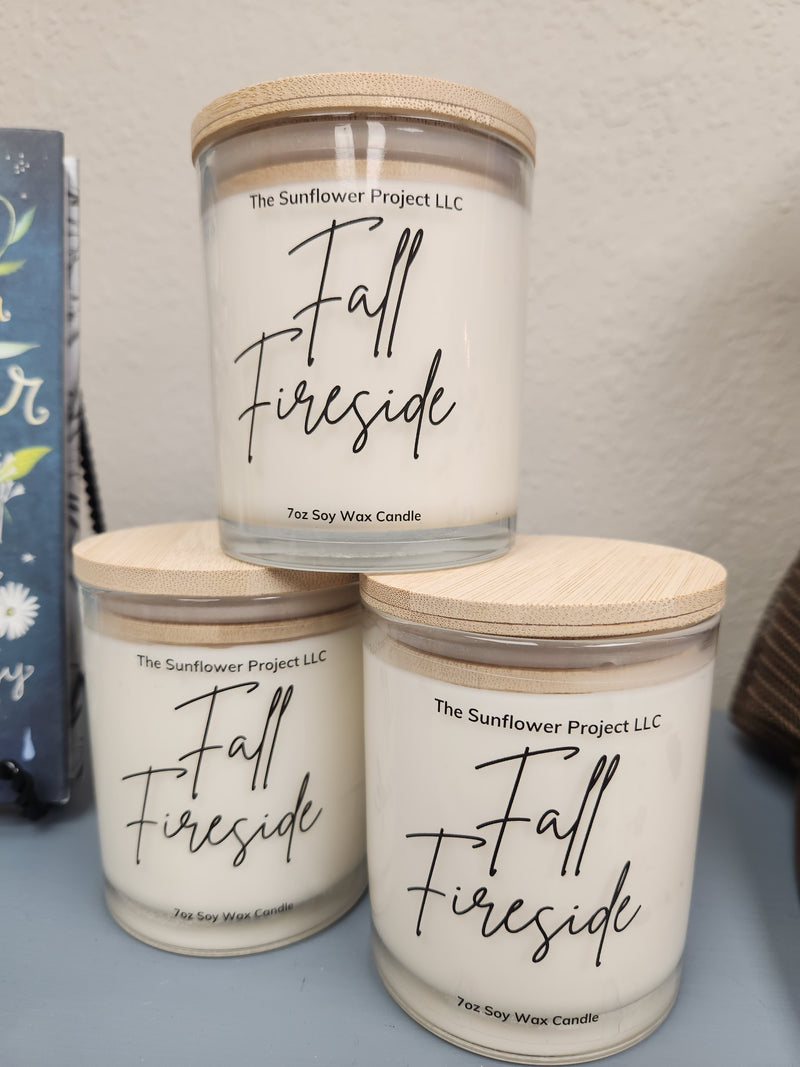 The Sunflower Project LLC
Fall
Fireside
7oz Soy Wax Candle
The Sunflower Project LLC
Fall
Fireside
7oz Soy Wax Candle
The Sunflower Project LLC
Fall
Fireside
7oz Soy Wax Candle